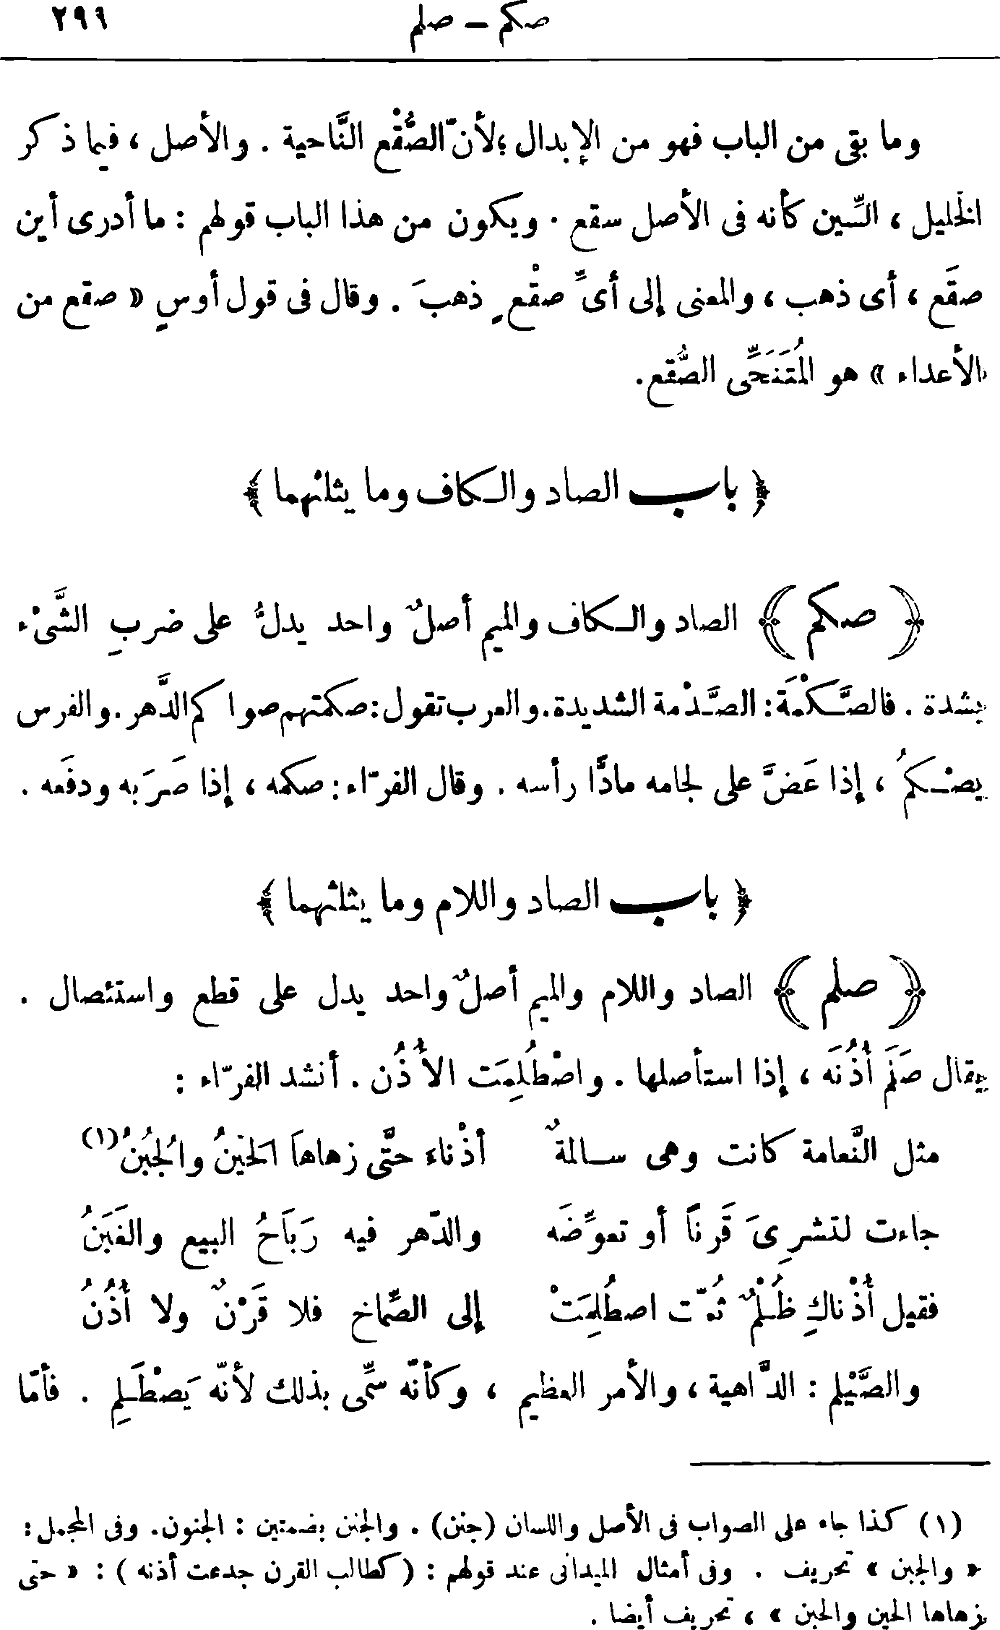 صكم – صلم ٢٩٩
وما بقى من الباب فهو من الإبدال ؛ لأنّ الصُّقْع النَّاحية . والأصل ، فيما ذكر
الخليل ، السِّين كأنه فى الأصل سقع . ويكون من هذا الباب قولهم : ما أدرى أين
صقَع ، أى ذهب ، والمعنى إلى أىِّ صقْعٍ ذهبَ . وقال فى قول أوسٍ « صقع من
الأعداء » هو المُتَنَحِّى الصُّقع.
﴿ باب الصاد والكاف وما يثلثهما ﴾
﴿ صكم ﴾ الصاد والكاف والميم أصلٌ واحد يدلُّ على ضربِ الشَّىْء
بشدة . فالصَّكْمَة : الصَّدْمة الشديدة. والعرب تقول : صكمتهم صواكم الدَّهر . والفرس
يصْكمُ ، إذا عَضَّ على لجامه مادًّا رأسه . وقال الفرّاء : صكمه ، إذا ضَرَبه ودفَعه .
﴿ باب الصاد واللام وما يثلثهما ﴾
﴿ صلم ﴾ الصاد واللام والميم أصلٌ واحد يدل على قطع واستئصال .
يقال صَلَمَ أُذُنَه ، إذا استأصلها . واصْطُلِمَت الأُذُن . أنشد الفرّاء :
مثل النَّعامة كانت وهى سالمةٌ أذْناءَ حتَّى زهاهَا الحَيْنُ والجُنُنُ(١)
جاءت لتشرِىَ قَرنًا أو تعوِّضَه والدّهر فيه رَبَاحُ البيع والغَبَنُ
فقيل أُذْناكِ ظُلْمٌ ثُمّت اصطُلِمَتْ إلى الصِّماخ فلا قَرْنٌ ولا أُذُنُ
والصَّيْلم : الدَّاهية ، والأمر العظيم ، وكأنّه سمِّى بذلك لأنّه يَصْطَلِم . فأمّا
(١) كذا جاء على الصواب فى الأصل واللسان (جنن) . والجنن بضمتين : الجنون. وفى المجمل :
« والجبن » تحريف . وفى أمثال الميدانى عند قولهم : (كطالب القرن جدعت أذنه ) : « حتى
زهاها الحين والجبن » ، تحريف أيضا .